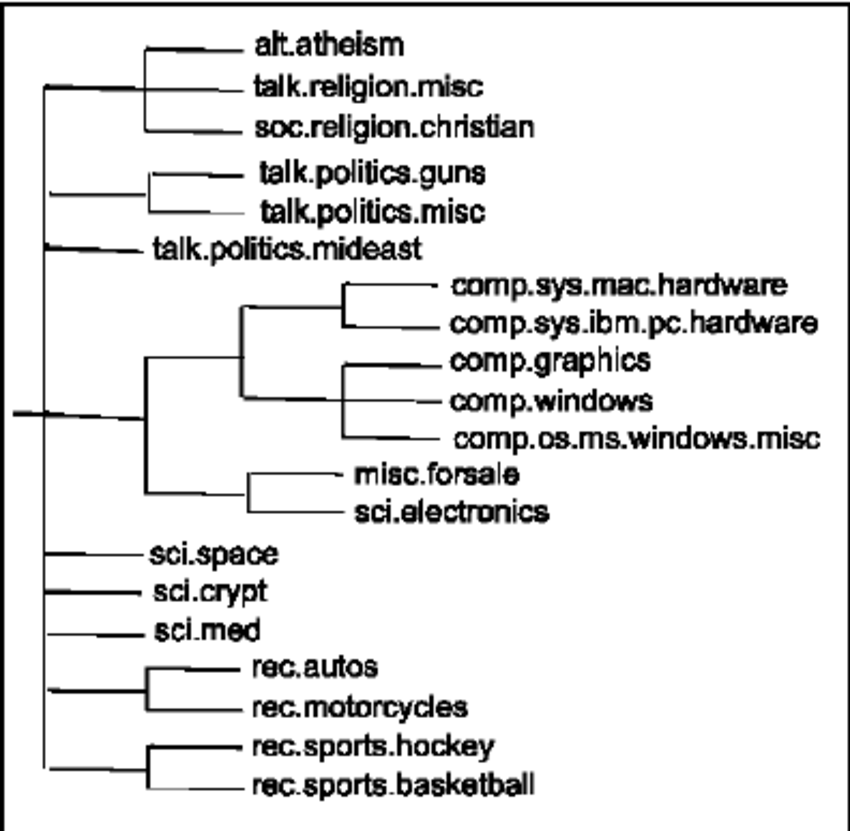 alt.atheism
talk.religion.misc
soc.religion.christian
talk.politics.guns
talk.politics.misc
talk.politics.mideast
comp.sys.mac.hardware
comp.sys.ibm.pc.hardware
comp.graphics
comp.windows
comp.os.ms.windows.misc
misc.forsale
sci.electronics
sci.space
sci.crypt
sci.med
rec.autos
rec.motorcycles
rec.sports.hockey
rec.sports.basketball